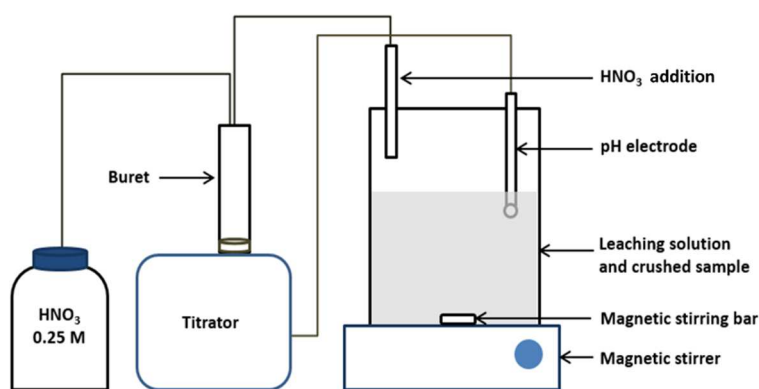 HNO₃ addition
pH electrode
Buret
Leaching solution
and crushed sample
HNO₃
0.25 M
Titrator
Magnetic stirring bar
Magnetic stirrer